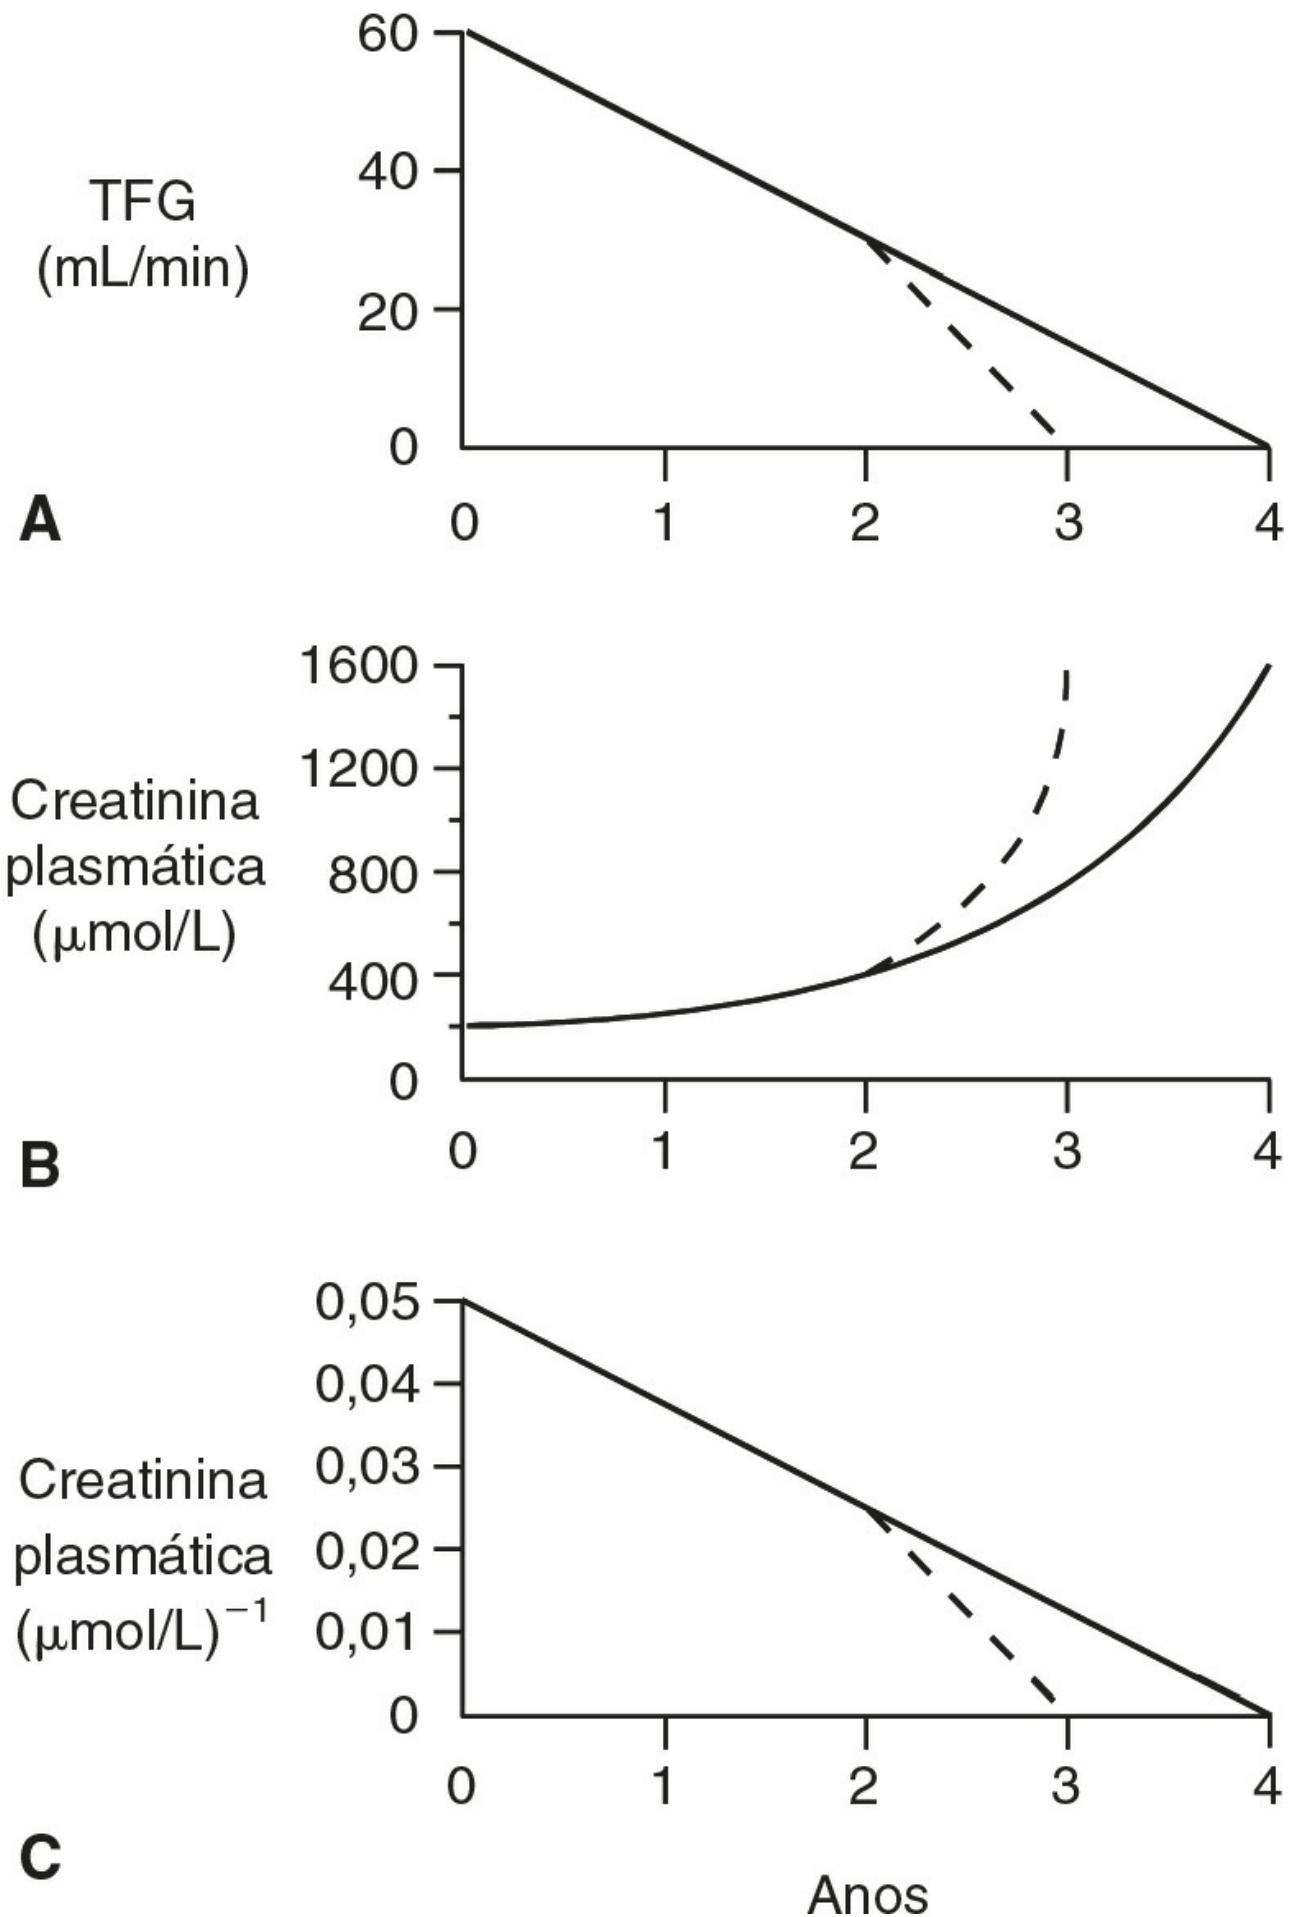 60
40
20
0
TFG
(mL/min)
0 1 2 3 4
A
1600
1200
800
400
0
Creatinina
plasmática
(μmol/L)
0 1 2 3 4
B
0,05
0,04
0,03
0,02
0,01
0
Creatinina
plasmática
(μmol/L)⁻¹
0 1 2 3 4
C
Anos